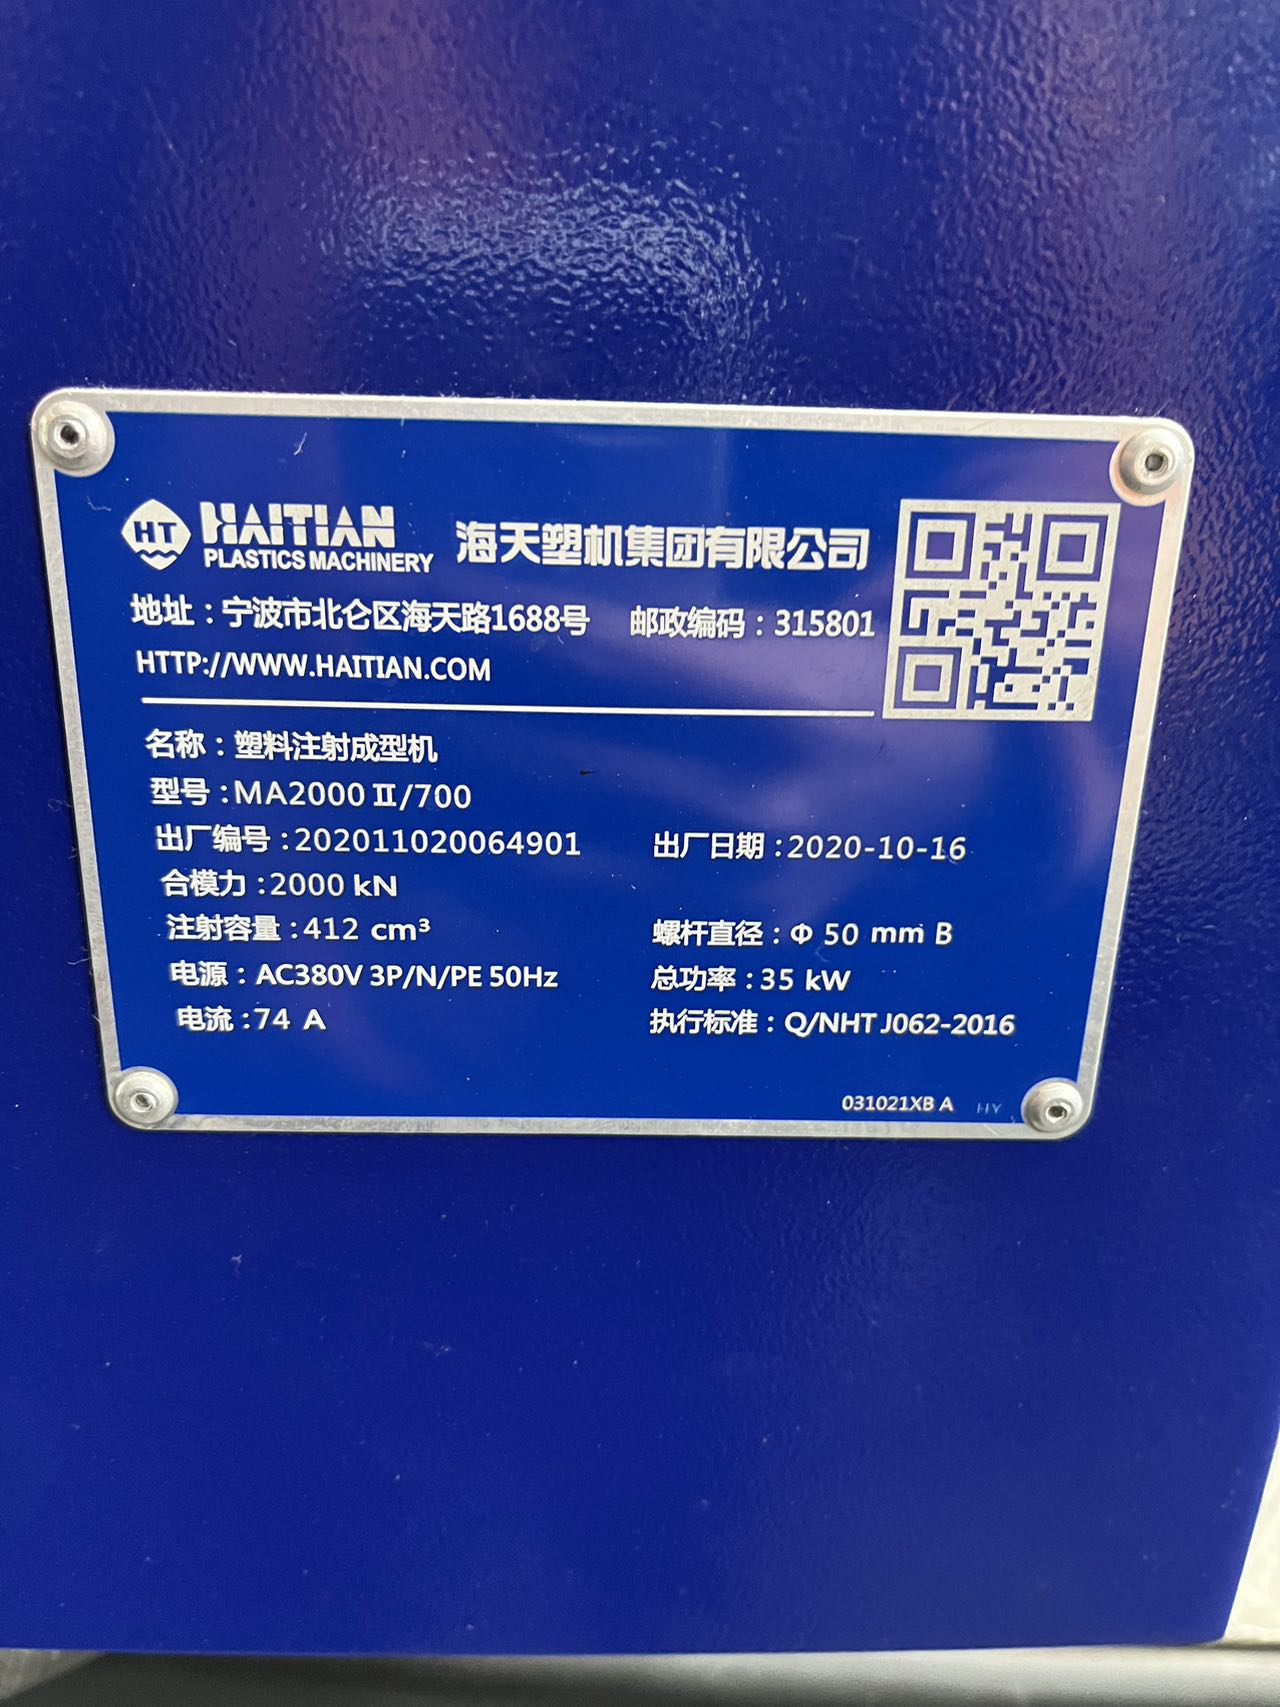 HT HAITIAN
PLASTICS MACHINERY
海天塑机集团有限公司
地址：宁波市北仑区海天路1688号 邮政编码：315801
HTTP://WWW.HAITIAN.COM
名称：塑料注射成型机
型号：MA2000Ⅱ/700
出厂编号：202011020064901 出厂日期：2020-10-16
合模力：2000 kN
注射容量：412 cm³ 螺杆直径：Φ 50 mm B
电源：AC380V 3P/N/PE 50Hz 总功率：35 kW
电流：74 A 执行标准：Q/NHT J062-2016
031021XB A HY